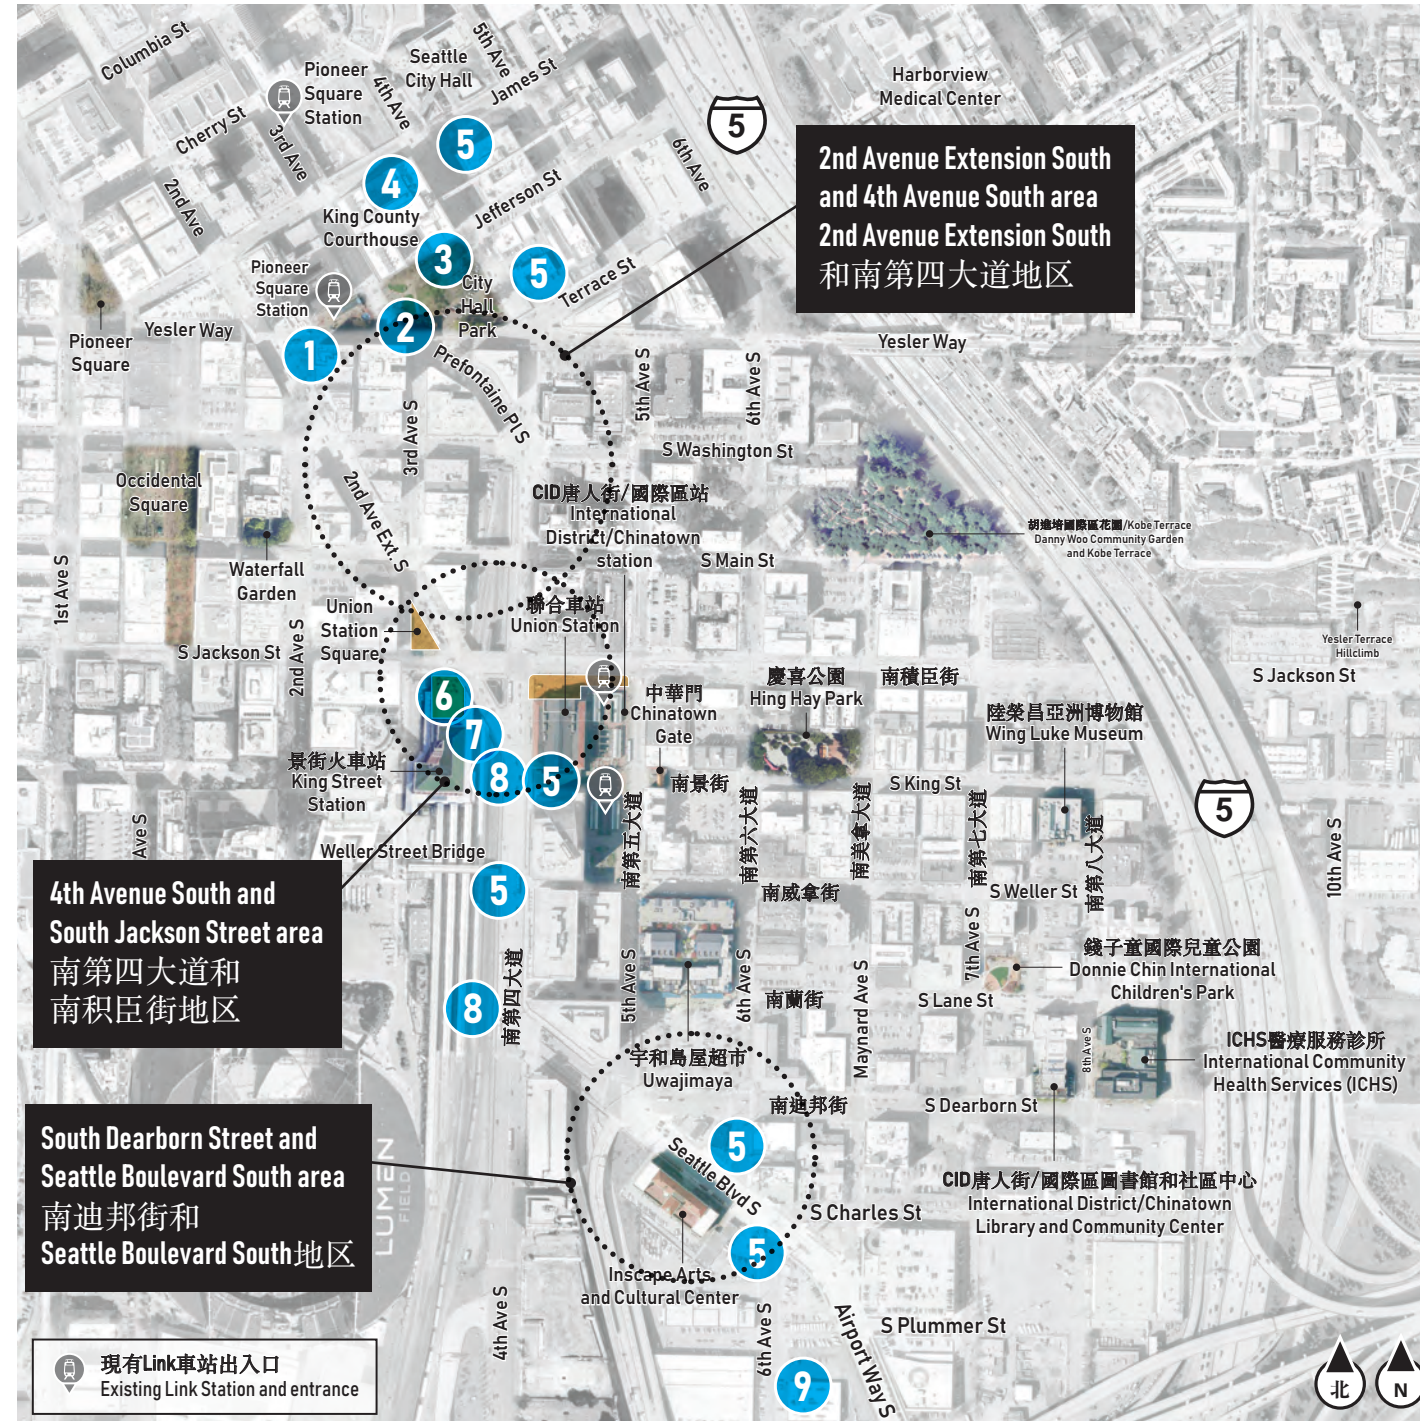 Columbia St
Seattle
City Hall
5th Ave
James St
Pioneer
Square
Station
4th Ave
Harborview
Medical Center
Cherry St
3rd Ave
5
5
6th Ave
4
2nd Ave
Jefferson St
King County
Courthouse
3
5
Terrace St
2nd Avenue Extension South
and 4th Avenue South area
2nd Avenue Extension South
和南第四大道地区
Pioneer
Square
Station
City
Hall
Park
Yesler Way
Pioneer
Square
1
2
Prefontaine Pl S
Yesler Way
5th Ave S
6th Ave S
3rd Ave S
S Washington St
Occidental
Square
2nd Ave Ext. S
CID唐人街/國際區站
International
District/Chinatown
station
胡進培國際區花園/Kobe Terrace
Danny Woo Community Garden
and Kobe Terrace
S Main St
Waterfall
Garden
1st Ave S
Union
Station
Square
聯合車站
Union Station
Yesler Terrace
Hillclimb
S Jackson St
2nd Ave S
慶喜公園
Hing Hay Park
南積臣街
S Jackson St
6
7
8
5
中華門
Chinatown
Gate
陸榮昌亞洲博物館
Wing Luke Museum
景街火車站
King Street
Station
南景街
S King St
5
Ave S
南第五大道
南第六大道
南美拿大道
南第七大道
南第八大道
10th Ave S
Weller Street Bridge
5
南威拿街
S Weller St
4th Avenue South and
South Jackson Street area
南第四大道和
南积臣街地区
南第四大道
5th Ave S
6th Ave S
Maynard Ave S
7th Ave S
錢子童國際兒童公園
Donnie Chin International
Children's Park
8
南蘭街
S Lane St
宇和島屋超市
Uwajimaya
8th Ave S
ICHS醫療服務診所
International Community
Health Services (ICHS)
南迪邦街
S Dearborn St
South Dearborn Street and
Seattle Boulevard South area
南迪邦街和
Seattle Boulevard South地区
LUMEN
FIELD
5
Seattle Blvd S
CID唐人街/國際區圖書館和社區中心
International District/Chinatown
Library and Community Center
S Charles St
5
Inscape Arts
and Cultural Center
4th Ave S
6th Ave S
Airport Way S
S Plummer St
9
現有Link車站出入口
Existing Link Station and entrance
北
N